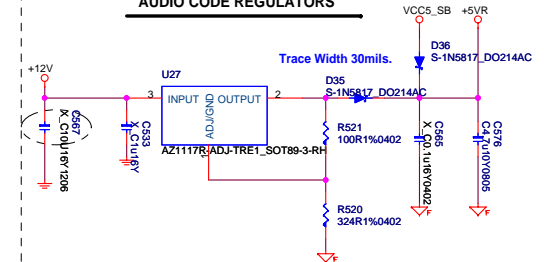 AUDIO CODE REGULATORS
VCC5_SB
+5VR
D36
S-1N5817_DO214AC
Trace Width 30mils.
+12V
U27
D35
S-1N5817_DO214AC
3
INPUT
OUTPUT
2
ADJ/GND
1
AZ1117R-ADJ-TRE1_SOT89-3-RH
C567
X_C10U16Y1206
C533
X_C1u16Y
R521
100R1%0402
C565
X_C0.1u16Y0402
C576
C4.7u10Y0805
R520
324R1%0402
F
F
F